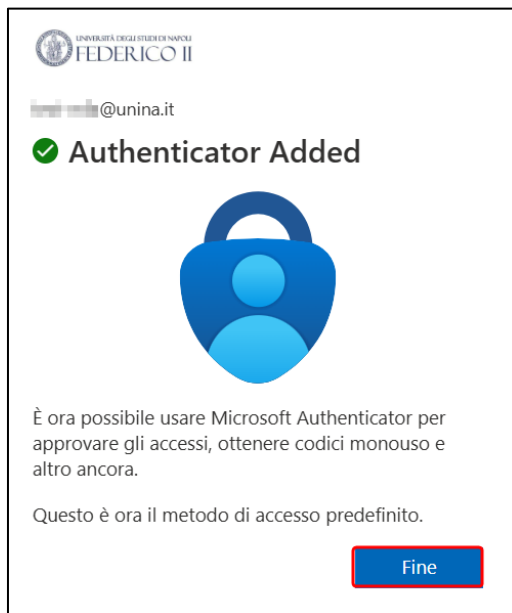 UNIVERSITÀ DEGLI STUDI DI NAPOLI
FEDERICO II
@unina.it
Authenticator Added
È ora possibile usare Microsoft Authenticator per
approvare gli accessi, ottenere codici monouso e
altro ancora.
Questo è ora il metodo di accesso predefinito.
Fine